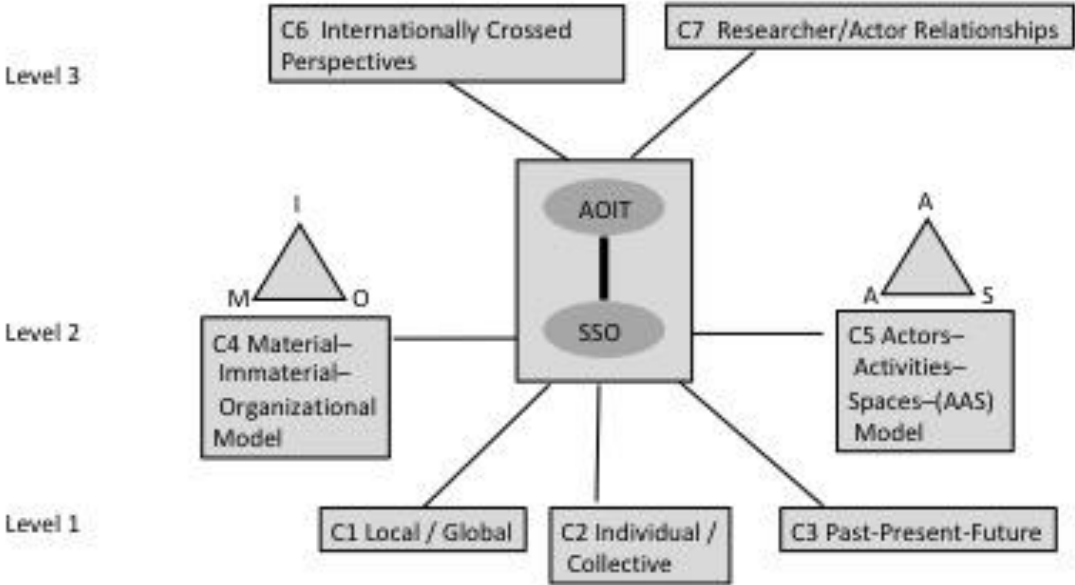 C6 Internationally Crossed
Perspectives
C7 Researcher/Actor Relationships
Level 3
AOIT
I
A
M
O
A
S
SSO
Level 2
C4 Material–
Immaterial–
Organizational
Model
C5 Actors–
Activities–
Spaces–(AAS)
Model
Level 1
C1 Local / Global
C2 Individual /
Collective
C3 Past-Present-Future